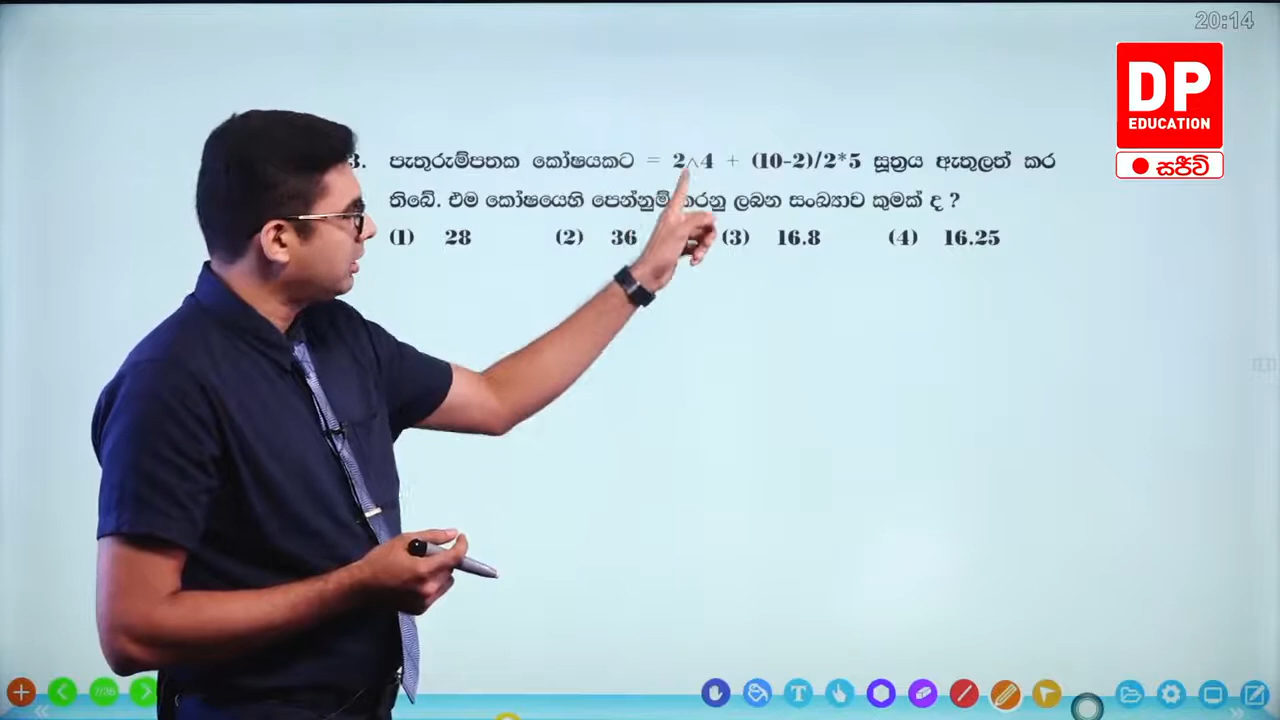 20:14
DP
EDUCATION
සජීවි
3. පැතුරුම්පතක කෝෂයකට = 2^4 + (10-2)/2*5 සූත්‍රය ඇතුලත් කර
තිබේ. එම කෝෂයෙහි පෙන්නුම් කරනු ලබන සංඛ්‍යාව කුමක් ද ?
(1) 28 (2) 36 (3) 16.8 (4) 16.25